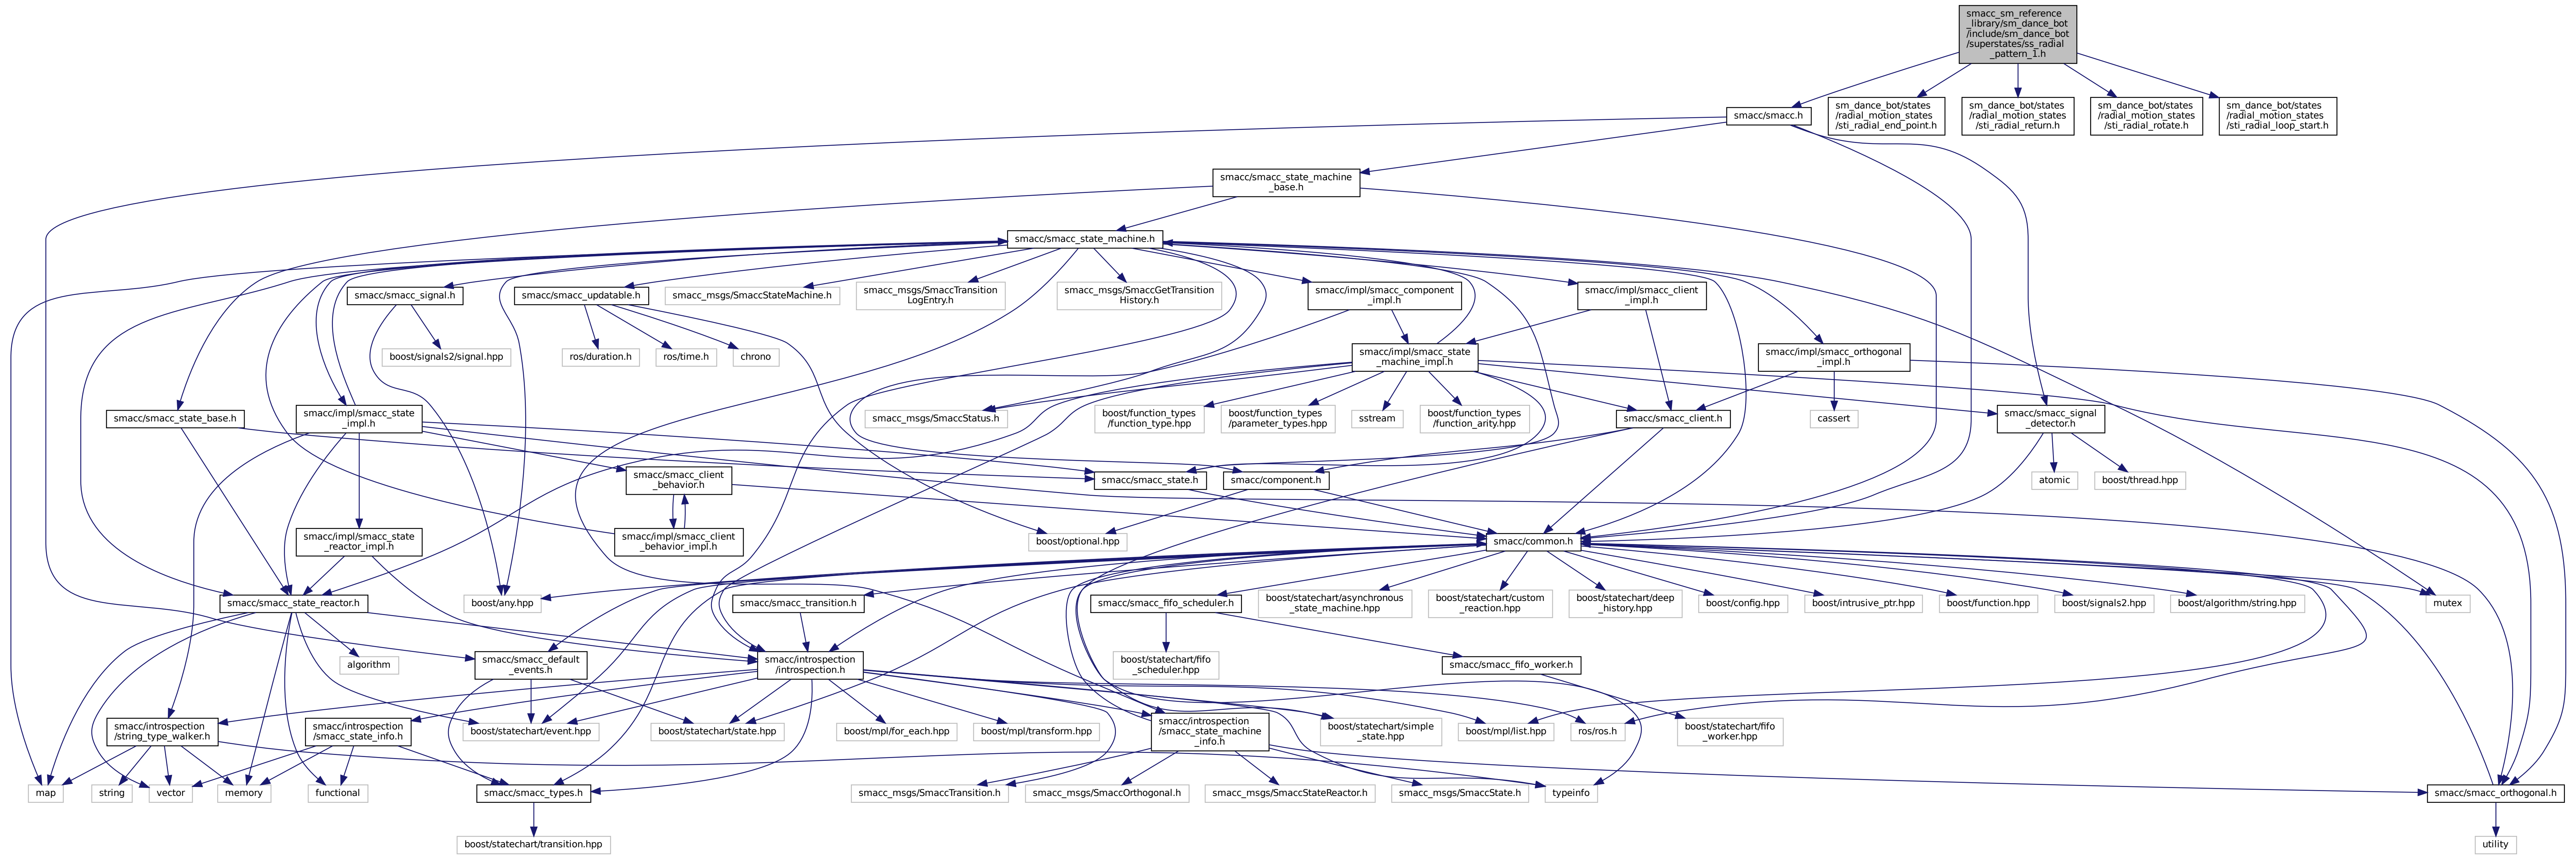 smacc_sm_reference
_library/sm_dance_bot
/include/sm_dance_bot
/superstates/ss_radial
_pattern_1.h
smacc/smacc.h
sm_dance_bot/states
/radial_motion_states
/sti_radial_end_point.h
sm_dance_bot/states
/radial_motion_states
/sti_radial_return.h
sm_dance_bot/states
/radial_motion_states
/sti_radial_rotate.h
sm_dance_bot/states
/radial_motion_states
/sti_radial_loop_start.h
smacc/smacc_state_machine
_base.h
smacc/smacc_state_machine.h
smacc/smacc_signal.h
smacc/smacc_updatable.h
smacc_msgs/SmaccStateMachine.h
smacc_msgs/SmaccTransition
LogEntry.h
smacc_msgs/SmaccGetTransition
History.h
smacc/impl/smacc_component
_impl.h
smacc/impl/smacc_client
_impl.h
boost/signals2/signal.hpp
ros/duration.h
ros/time.h
chrono
smacc/impl/smacc_state
_machine_impl.h
smacc/impl/smacc_orthogonal
_impl.h
smacc/smacc_state_base.h
smacc/impl/smacc_state
_impl.h
smacc_msgs/SmaccStatus.h
boost/function_types
/function_type.hpp
boost/function_types
/parameter_types.hpp
sstream
boost/function_types
/function_arity.hpp
smacc/smacc_client.h
cassert
smacc/smacc_signal
_detector.h
smacc/smacc_client
_behavior.h
smacc/smacc_state.h
smacc/component.h
atomic
boost/thread.hpp
smacc/impl/smacc_state
_reactor_impl.h
smacc/impl/smacc_client
_behavior_impl.h
boost/optional.hpp
smacc/common.h
smacc/smacc_state_reactor.h
boost/any.hpp
smacc/smacc_transition.h
smacc/smacc_fifo_scheduler.h
boost/statechart/asynchronous
_state_machine.hpp
boost/statechart/custom
_reaction.hpp
boost/statechart/deep
_history.hpp
boost/config.hpp
boost/intrusive_ptr.hpp
boost/function.hpp
boost/signals2.hpp
boost/algorithm/string.hpp
mutex
algorithm
smacc/smacc_default
_events.h
smacc/introspection
/introspection.h
boost/statechart/fifo
_scheduler.hpp
smacc/smacc_fifo_worker.h
smacc/introspection
/string_type_walker.h
smacc/introspection
/smacc_state_info.h
boost/statechart/event.hpp
boost/statechart/state.hpp
boost/mpl/for_each.hpp
boost/mpl/transform.hpp
smacc/introspection
/smacc_state_machine
_info.h
boost/statechart/simple
_state.hpp
boost/mpl/list.hpp
ros/ros.h
boost/statechart/fifo
_worker.hpp
map
string
vector
memory
functional
smacc/smacc_types.h
smacc_msgs/SmaccTransition.h
smacc_msgs/SmaccOrthogonal.h
smacc_msgs/SmaccStateReactor.h
smacc_msgs/SmaccState.h
typeinfo
smacc/smacc_orthogonal.h
boost/statechart/transition.hpp
utility